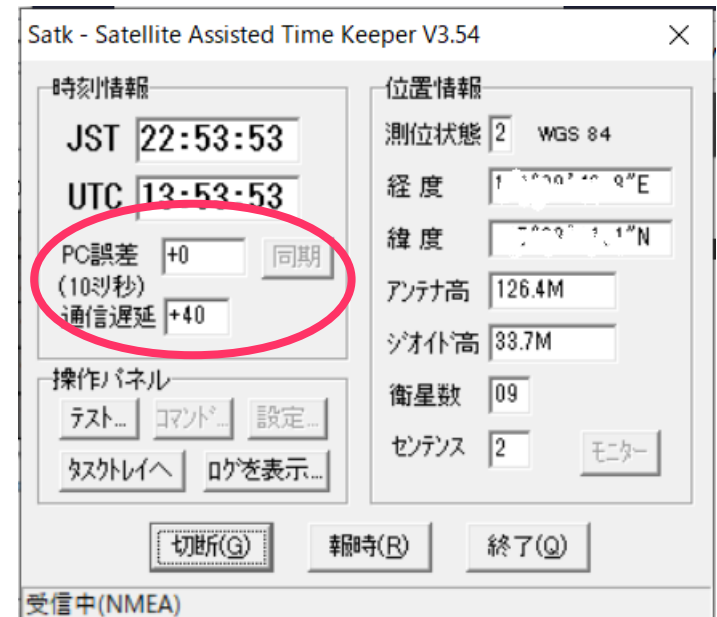 Satk - Satellite Assisted Time Keeper V3.54
時刻情報
JST 22:53:53
UTC 13:53:53
PC誤差 +0 同期
(10ミリ秒)
通信遅延 +40
操作パネル
テスト... コマンド... 設定...
タスクトレイへ ログを表示...
位置情報
測位状態 2 WGS 84
経度 "E
緯度 "N
アンテナ高 126.4M
ジオイド高 33.7M
衛星数 09
センテンス 2 モニター
切断(G) 報時(R) 終了(Q)
受信中(NMEA)